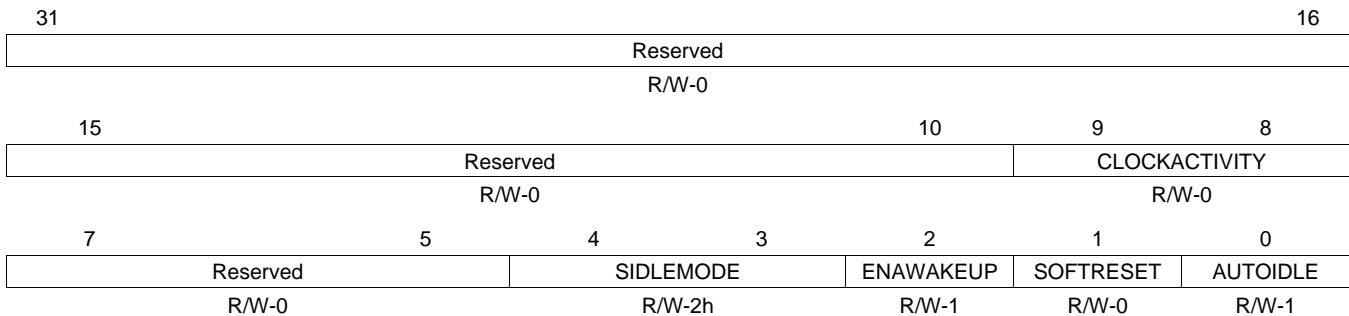 31 16
Reserved
R/W-0
15 10 9 8
Reserved CLOCKACTIVITY
R/W-0 R/W-0
7 5 4 3 2 1 0
Reserved SIDLEMODE ENAWAKEUP SOFTRESET AUTOIDLE
R/W-0 R/W-2h R/W-1 R/W-0 R/W-1